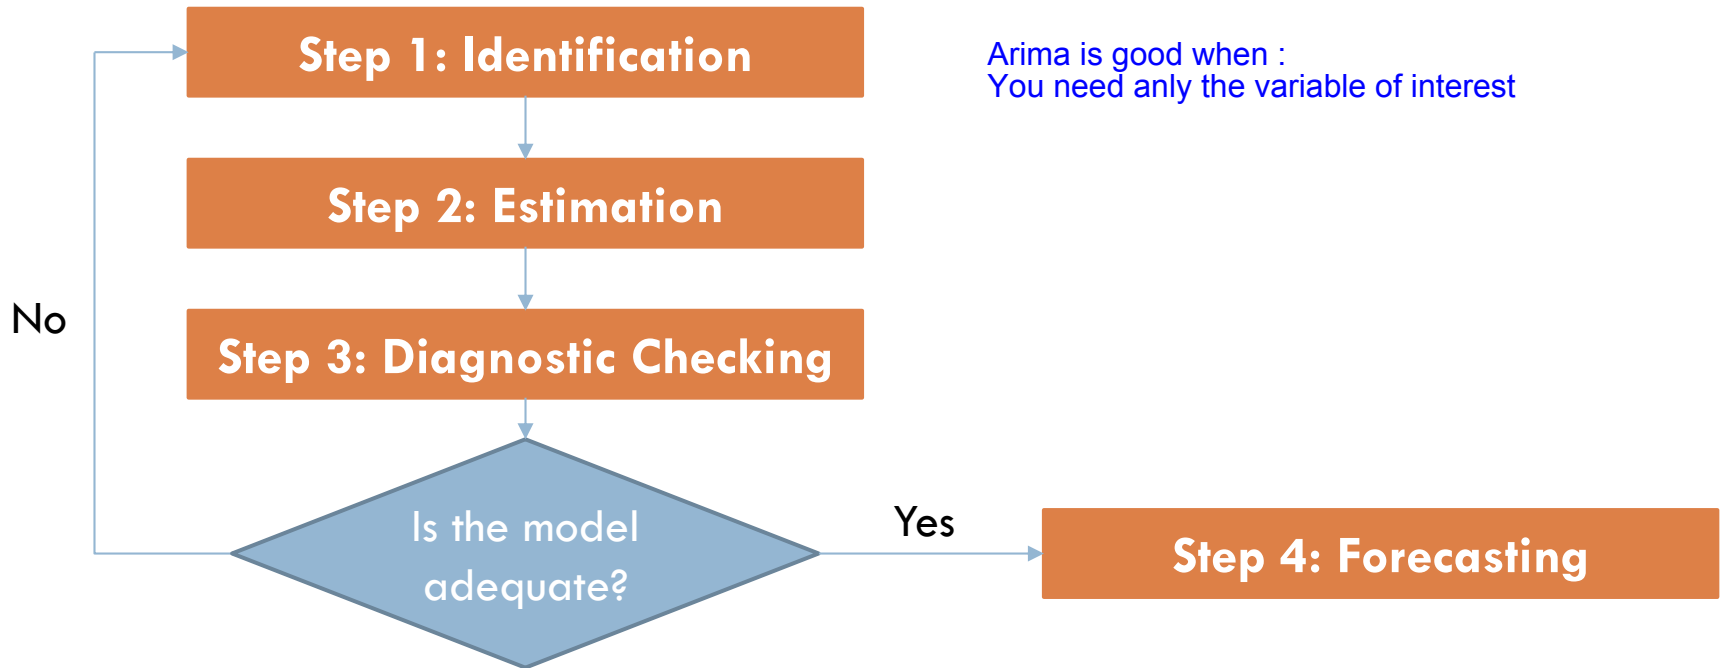 Step 1: Identification
Arima is good when :
You need anly the variable of interest
Step 2: Estimation
No
Step 3: Diagnostic Checking
Is the model
adequate?
Yes
Step 4: Forecasting